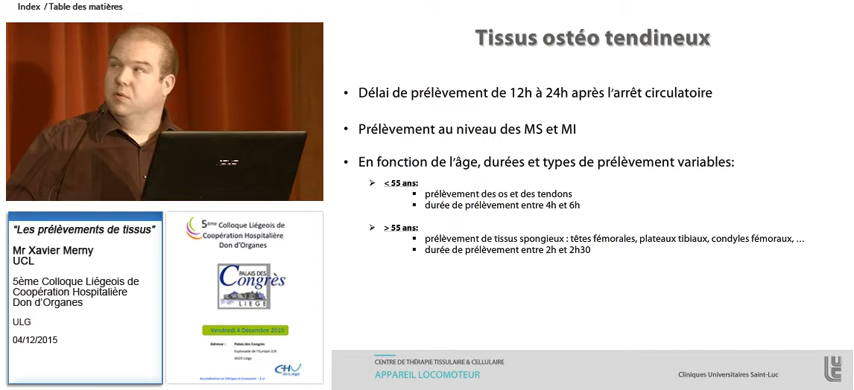 Index / Table des matières
Tissus ostéo tendineux
• Délai de prélèvement de 12h à 24h après l'arrêt circulatoire
• Prélèvement au niveau des MS et MI
• En fonction de l'âge, durées et types de prélèvement variables:
➢ < 55 ans:
▪ prélèvement des os et des tendons
▪ durée de prélèvement entre 4h et 6h
➢ > 55 ans:
▪ prélèvement de tissus spongieux : têtes fémorales, plateaux tibiaux, condyles fémoraux, ...
▪ durée de prélèvement entre 2h et 2h30
"Les prélèvements de tissus"
Mr Xavier Merny
UCL
5ème Colloque Liégeois de
Coopération Hospitalière
Don d'Organes
ULG
04/12/2015
5ème Colloque Liégeois de
Coopération Hospitalière
Don d'Organes
PALAIS DES
Congrès
LIEGE
Vendredi 4 Décembre 2015
Adresse : Palais des Congrès
Esplanade de l'Europe
4020 Liège
CHU
de Liège
CENTRE DE THÉRAPIE TISSULAIRE & CELLULAIRE
APPAREIL LOCOMOTEUR
Cliniques Universitaires Saint-Luc